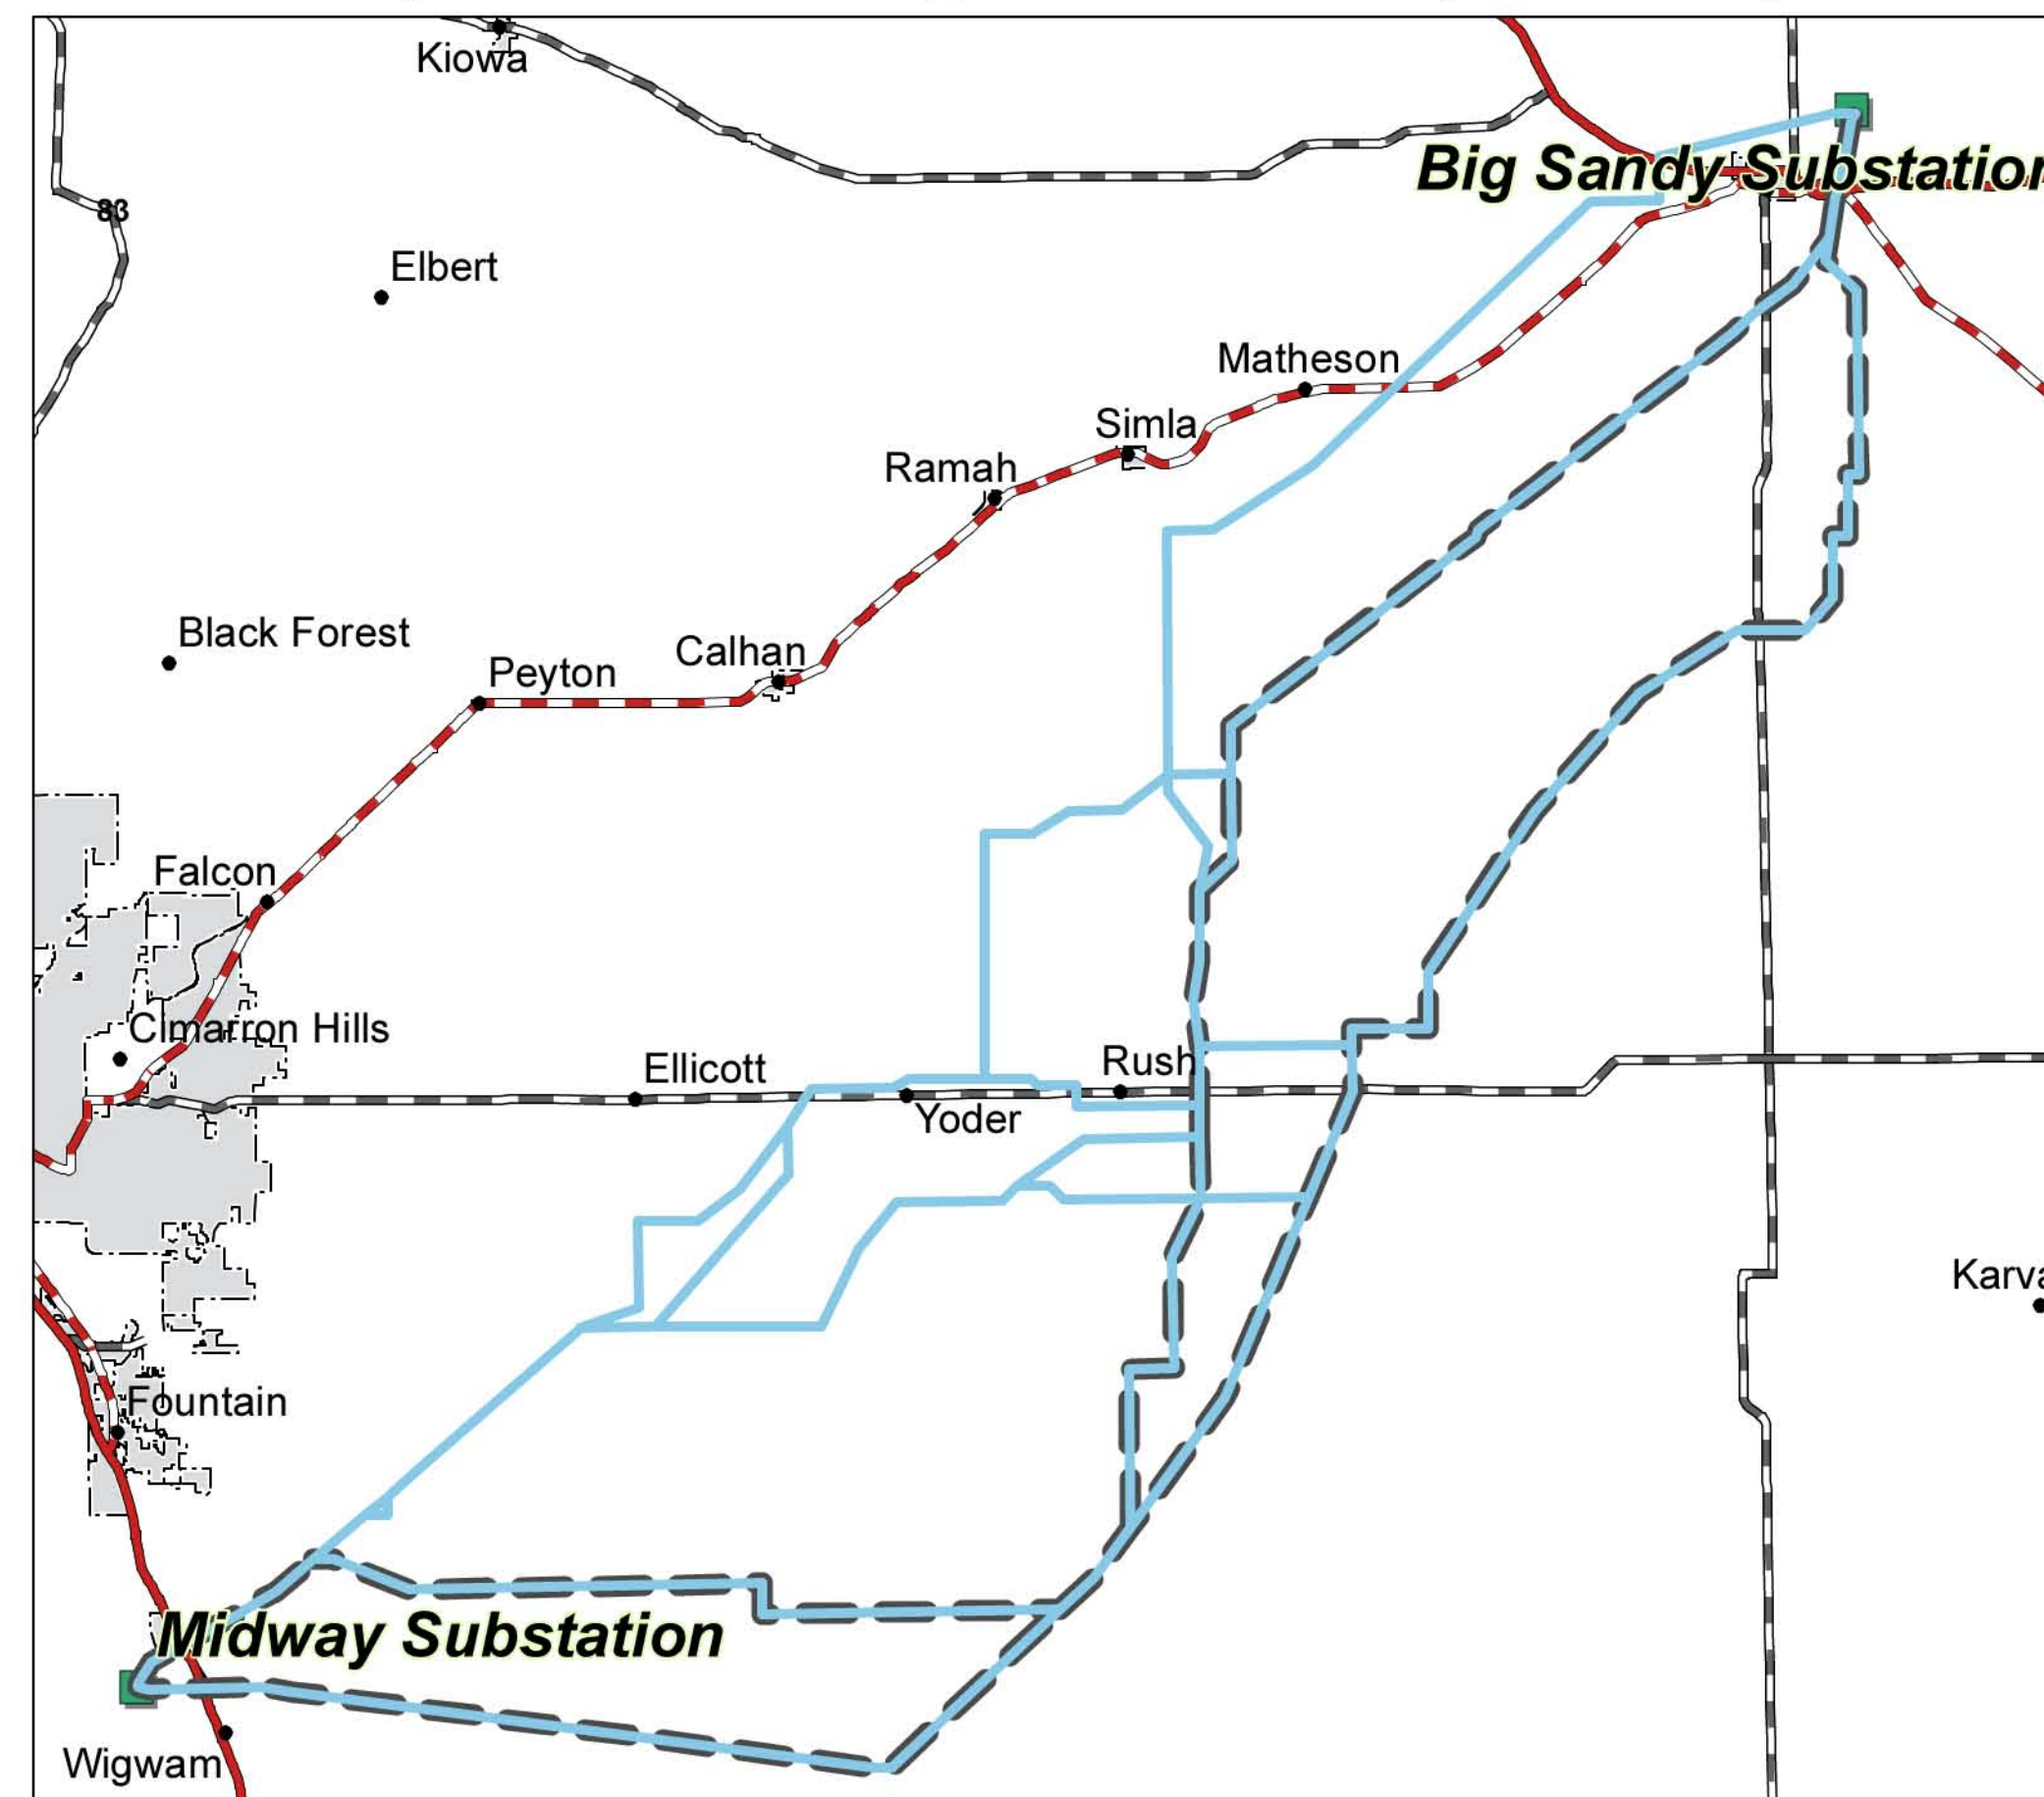 Kiowa
Big Sandy Substation
83
Elbert
Matheson
Simla
Ramah
Black Forest
Calhan
Peyton
Falcon
Cimarron Hills
Ellicott
Rush
Yoder
Karva
Fountain
Midway Substation
Wigwam